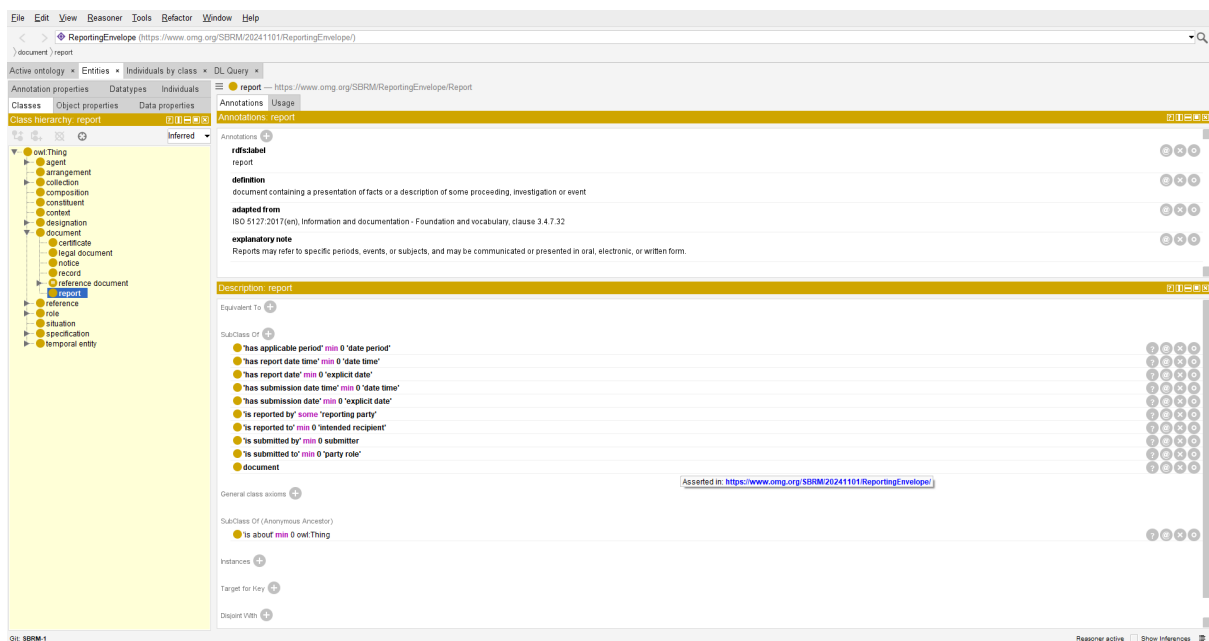 File Edit View Reasoner Tools Refactor Window Help
ReportingEnvelope (https://www.omg.org/SBRM/20241101/ReportingEnvelope/)
document report
Active ontology × Entities × Individuals by class × DL Query ×
Annotation properties Datatypes Individuals
Classes Object properties Data properties
Class hierarchy: report
Inferred
owl:Thing
agent
arrangement
collection
composition
constituent
context
designation
document
certificate
legal document
notice
record
reference document
report
reference
role
situation
specification
temporal entity
report — https://www.omg.org/SBRM/ReportingEnvelope/Report
Annotations Usage
Annotations: report
Annotations
rdfs:label
report
definition
document containing a presentation of facts or a description of some proceeding, investigation or event
adapted from
ISO 5127:2017(en), Information and documentation - Foundation and vocabulary, clause 3.4.7.32
explanatory note
Reports may refer to specific periods, events, or subjects, and may be communicated or presented in oral, electronic, or written form.
Description: report
Equivalent To
SubClass Of
'has applicable period' min 0 'date period'
'has report date time' min 0 'date time'
'has report date' min 0 'explicit date'
'has submission date time' min 0 'date time'
'has submission date' min 0 'explicit date'
'is reported by' some 'reporting party'
'is reported to' min 0 'intended recipient'
'is submitted by' min 0 submitter
'is submitted to' min 0 'party role'
document
Asserted in: https://www.omg.org/SBRM/20241101/ReportingEnvelope/
General class axioms
SubClass Of (Anonymous Ancestor)
'is about' min 0 owl:Thing
Instances
Target for Key
Disjoint With
Git: SBRM-1
Reasoner active Show Inferences